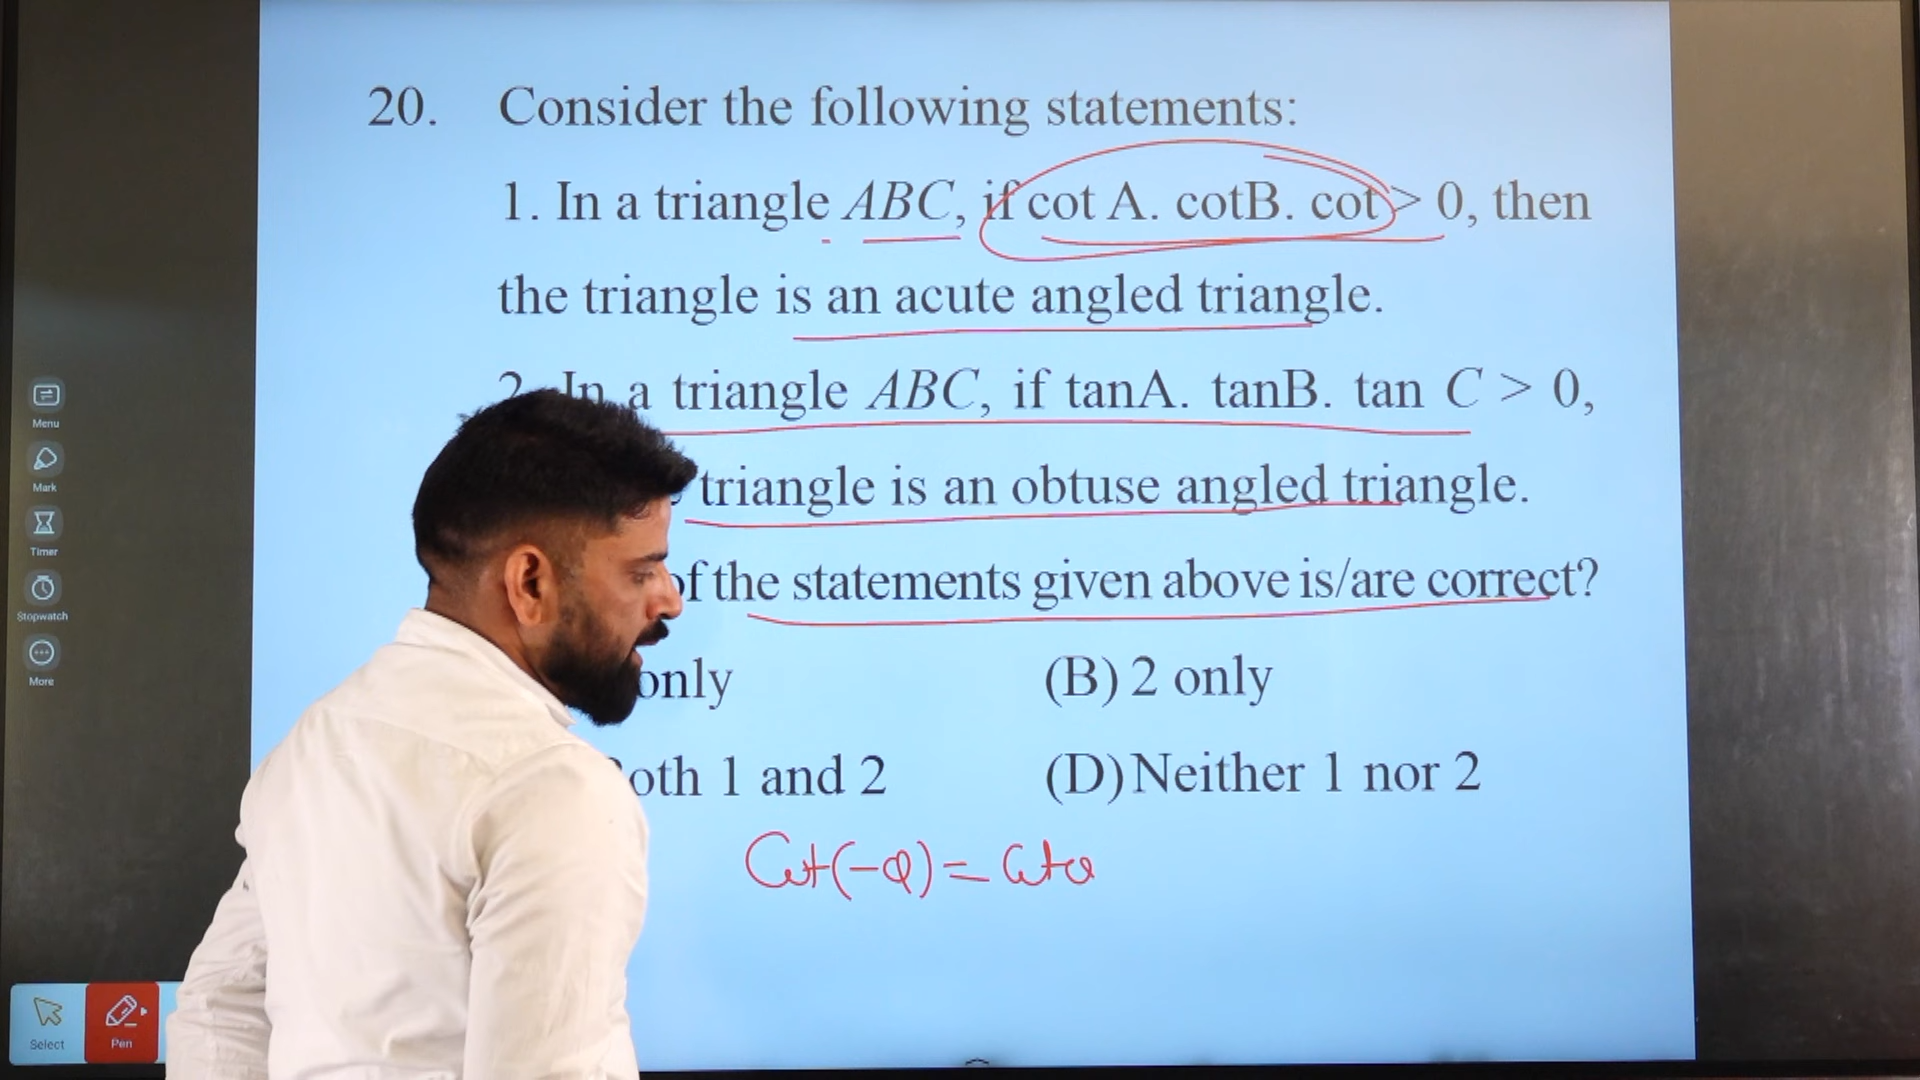 20. Consider the following statements:
1. In a triangle ABC, if cot A. cotB. cot > 0, then
the triangle is an acute angled triangle.
2. In a triangle ABC, if tanA. tanB. tan C > 0,
triangle is an obtuse angled triangle.
of the statements given above is/are correct?
only (B) 2 only
oth 1 and 2 (D) Neither 1 nor 2
Cot(-θ) = Cotθ
Menu
Mark
Timer
Stopwatch
More
Select Pen